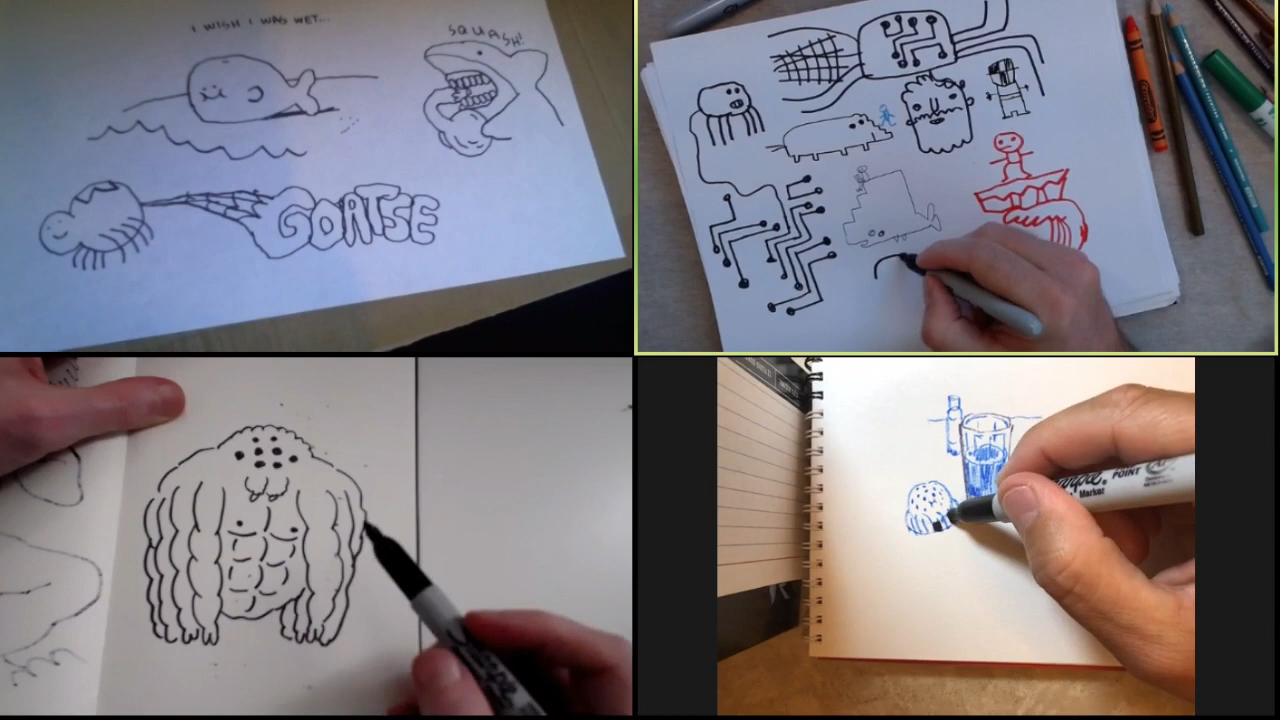 I WISH I WAS WET...
SQUASH!
GOATSE
POINT
Marker